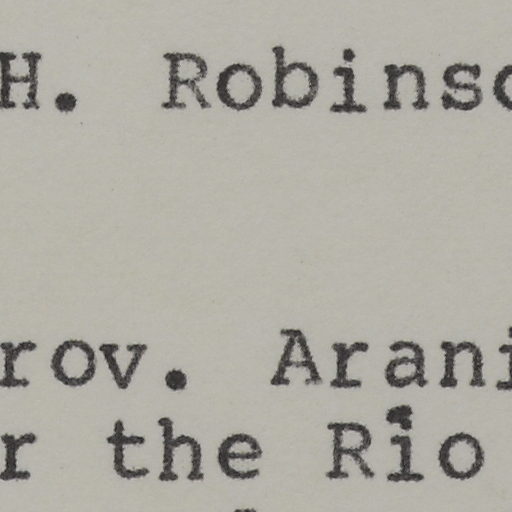 H. Robinso
rov. Arani
r the Rio